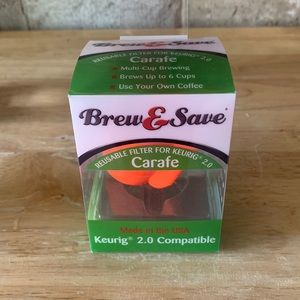 REUSABLE FILTER FOR KEURIG® 2.0
Carafe
• Multi-Cup Brewing
• Brews Up to 6 Cups
• Use Your Own Coffee
Brew & Save®
REUSABLE FILTER FOR KEURIG® 2.0
Carafe
Made in the USA
Keurig® 2.0 Compatible